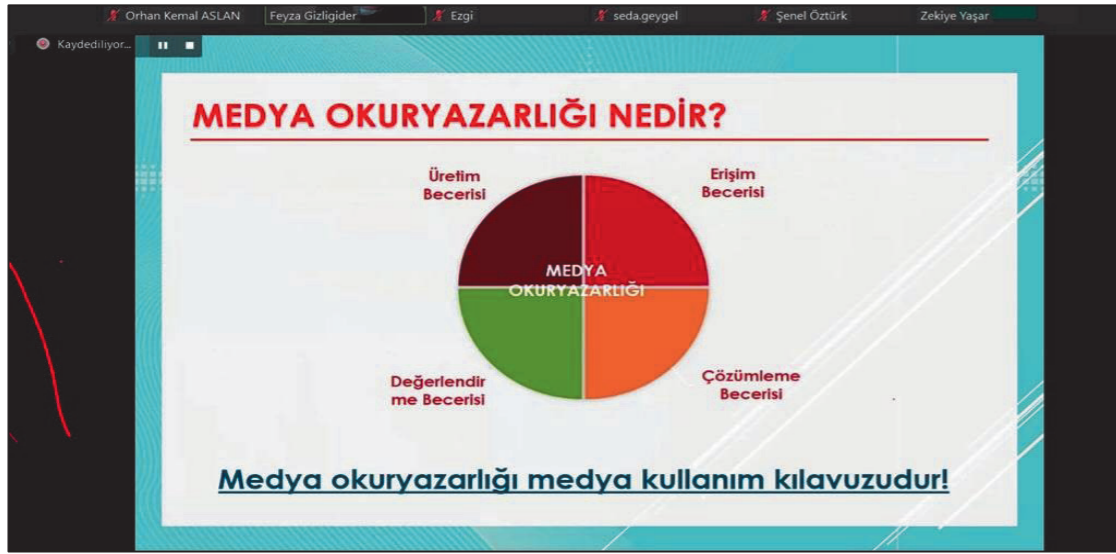 Orhan Kemal ASLAN Feyza Gizligider Ezgi seda.geygel Şenel Öztürk Zekiye Yaşar
Kaydediliyor...
MEDYA OKURYAZARLIĞI NEDİR?
Üretim
Becerisi
Erişim
Becerisi
MEDYA
OKURYAZARLIĞI
Değerlendir
me Becerisi
Çözümleme
Becerisi
Medya okuryazarlığı medya kullanım kılavuzudur!